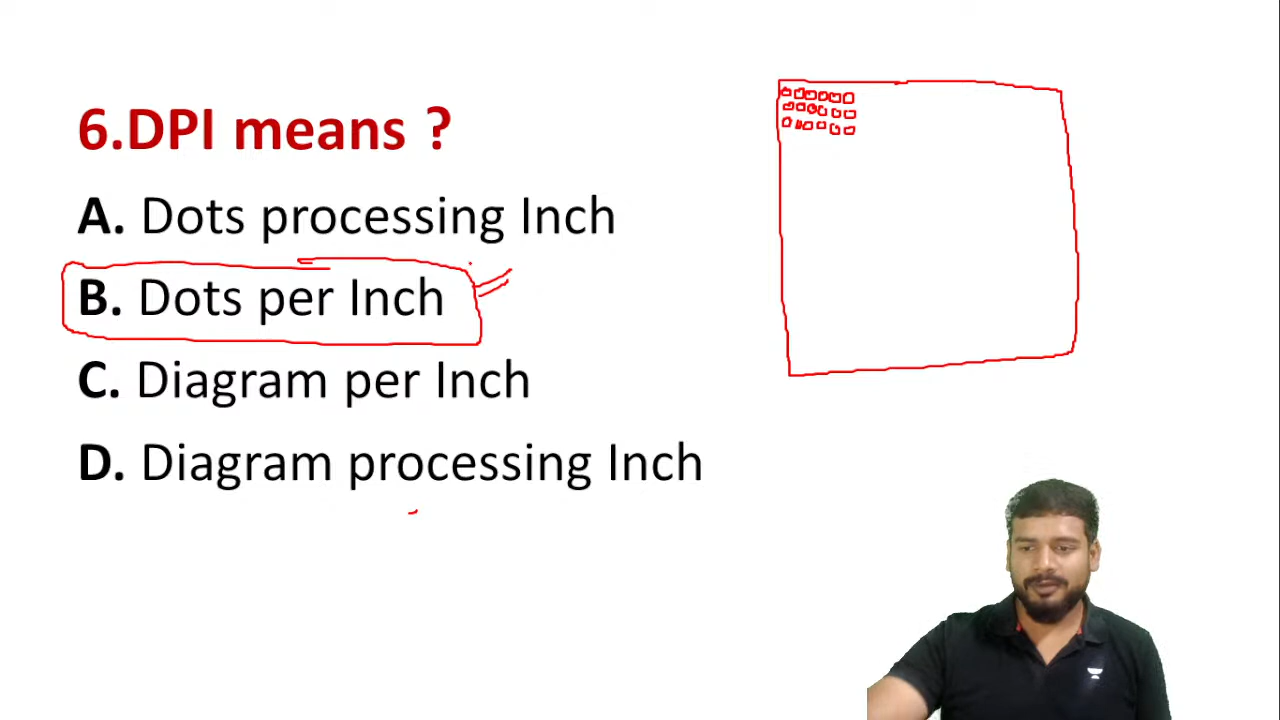 6.DPI means ?
A. Dots processing Inch
B. Dots per Inch
C. Diagram per Inch
D. Diagram processing Inch